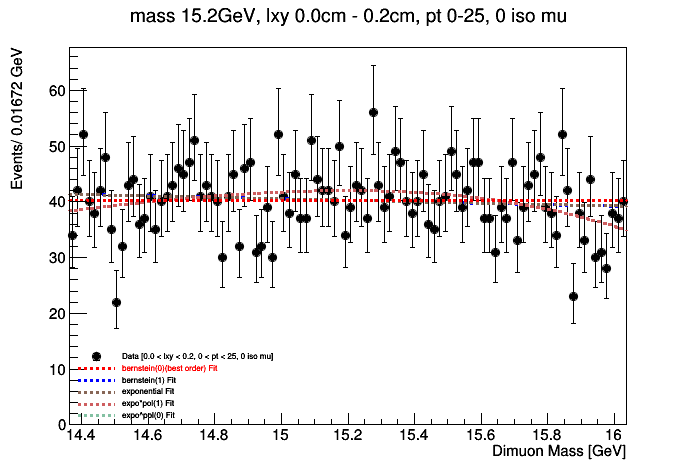 mass 15.2GeV, lxy 0.0cm - 0.2cm, pt 0-25, 0 iso mu
Events/ 0.01672 GeV
60
50
40
30
20
10
0
Data [0.0 < lxy < 0.2, 0 < pt < 25, 0 iso mu]
bernstein(0)(best order) Fit
bernstein(1) Fit
exponential Fit
expo*pol(1) Fit
expo*ppl(0) Fit
14.4 14.6 14.8 15 15.2 15.4 15.6 15.8 16
Dimuon Mass [GeV]